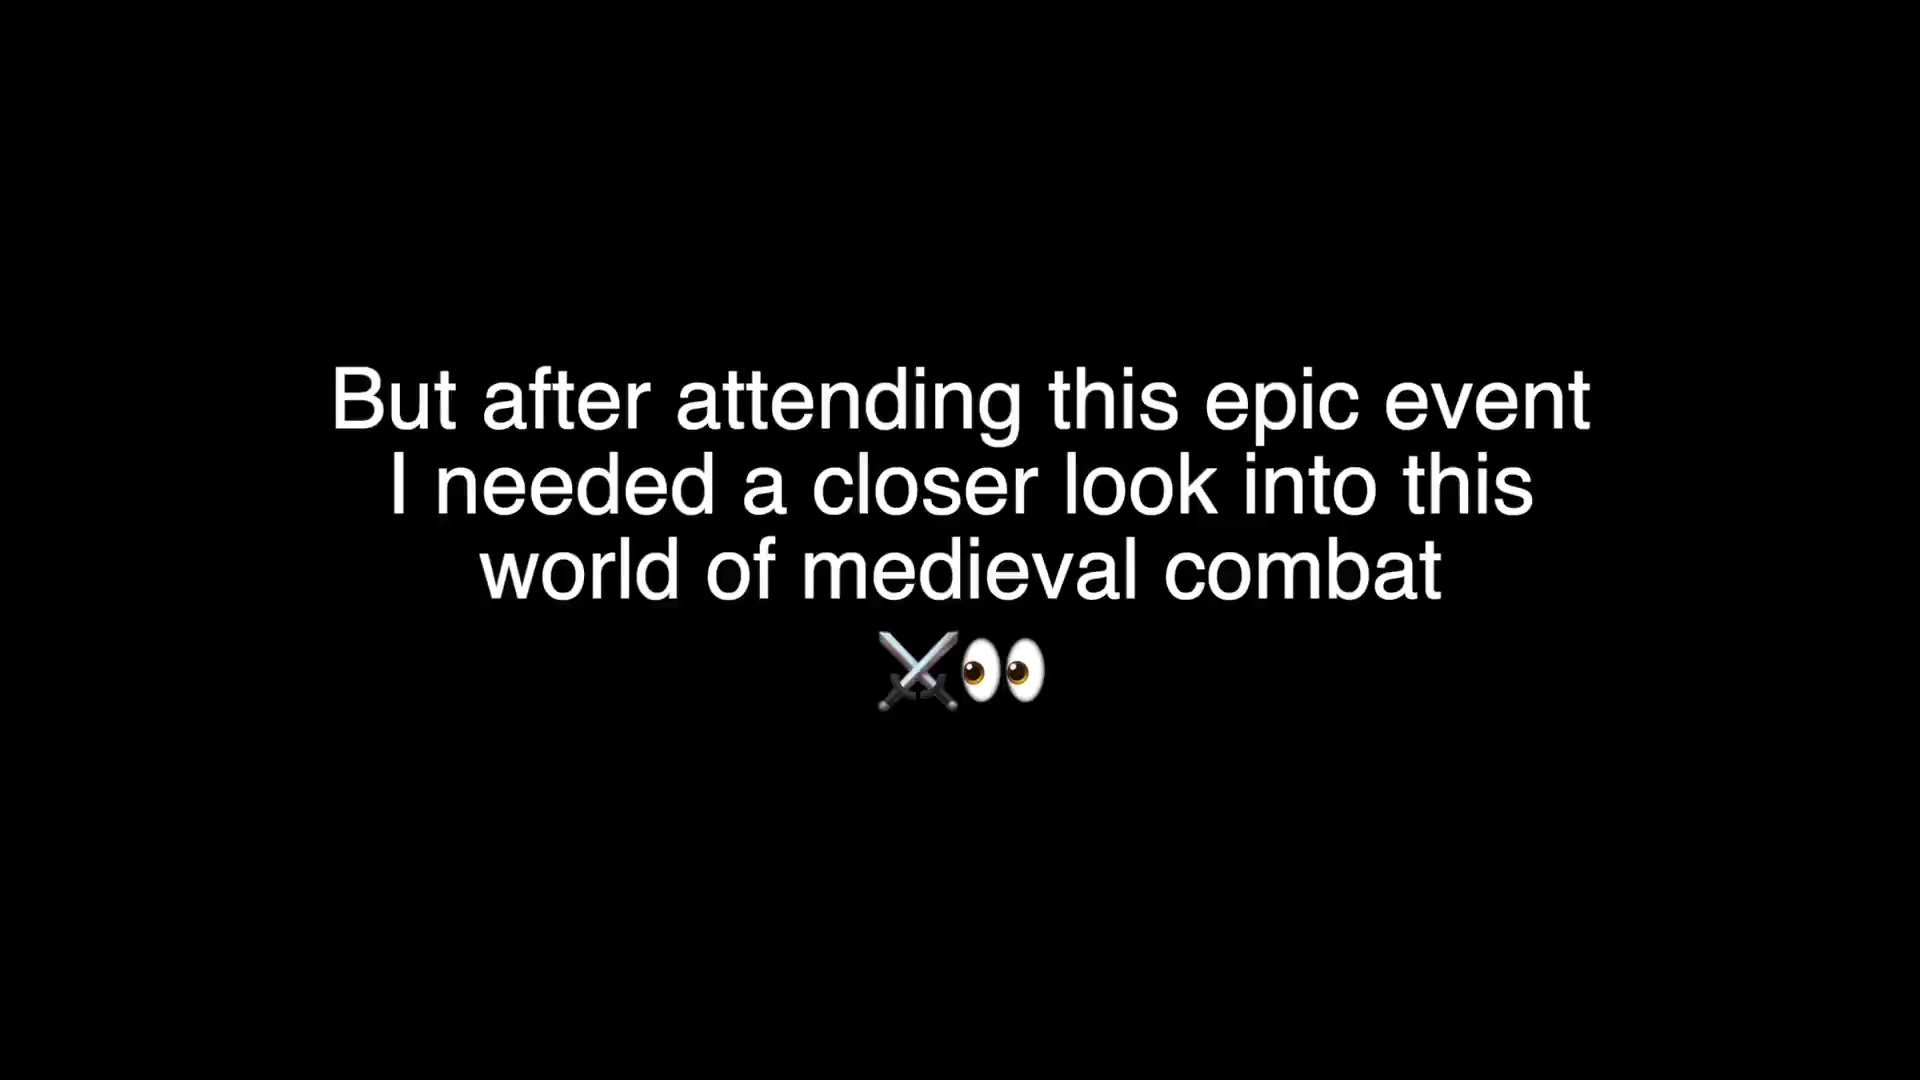 But after attending this epic event
I needed a closer look into this
world of medieval combat
⚔️👀